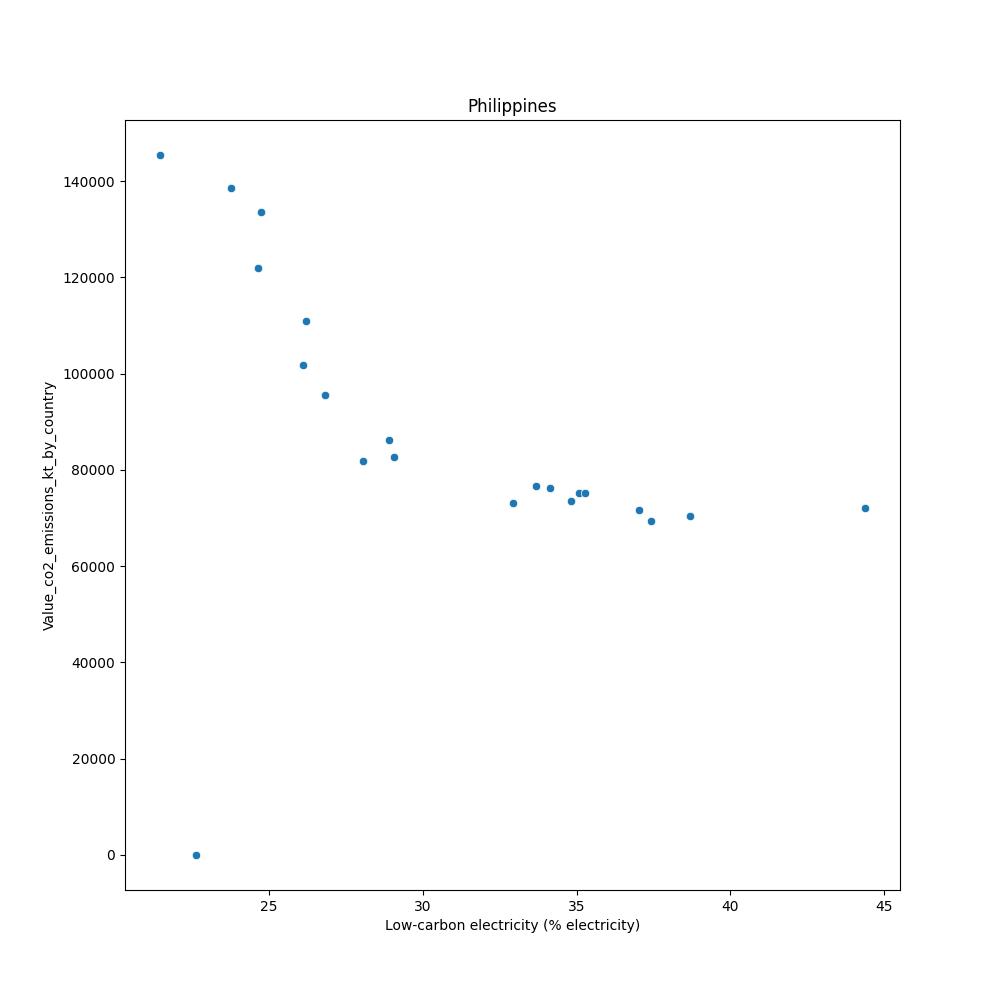 Philippines
Value_co2_emissions_kt_by_country
140000
120000
100000
80000
60000
40000
20000
0
25 30 35 40 45
Low-carbon electricity (% electricity)